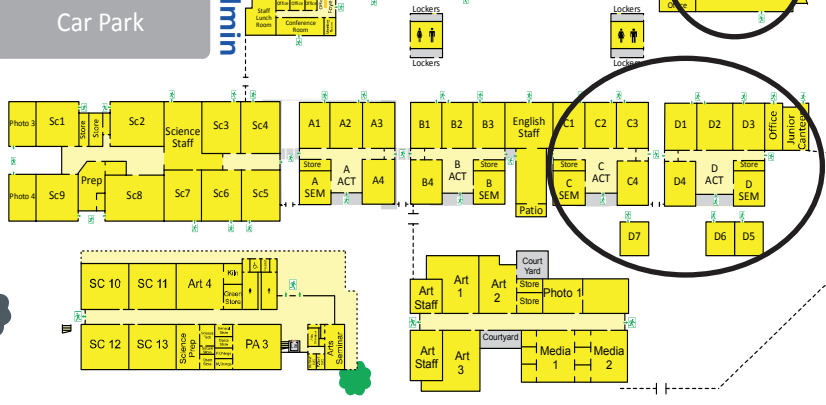 Car Park
Admin
Staff
Lunch
Room
Office
Office
Office
Conference
Room
Lockers
Lockers
Lockers
Lockers
Office
Photo 3
Sc1
Store
Store
Sc2
Science
Staff
Sc3
Sc4
A1
A2
A3
B1
B2
B3
English
Staff
C1
C2
C3
D1
D2
D3
Office
Junior
Canteen
Photo 4
Sc9
Prep
Sc8
Sc7
Sc6
Sc5
Store
A
SEM
A
ACT
A4
B4
B
ACT
Store
B
SEM
Patio
Store
C
SEM
C
ACT
C4
D4
D
ACT
Store
D
SEM
D7
D6
D5
SC 10
SC 11
Art 4
Kiln
Green
Store
SC 12
SC 13
Science
Prep
PA 3
Arts
Seminar
Art
Staff
Art
1
Art
2
Court
Yard
Store
Store
Photo 1
Art
Staff
Art
3
Courtyard
Media
1
Media
2